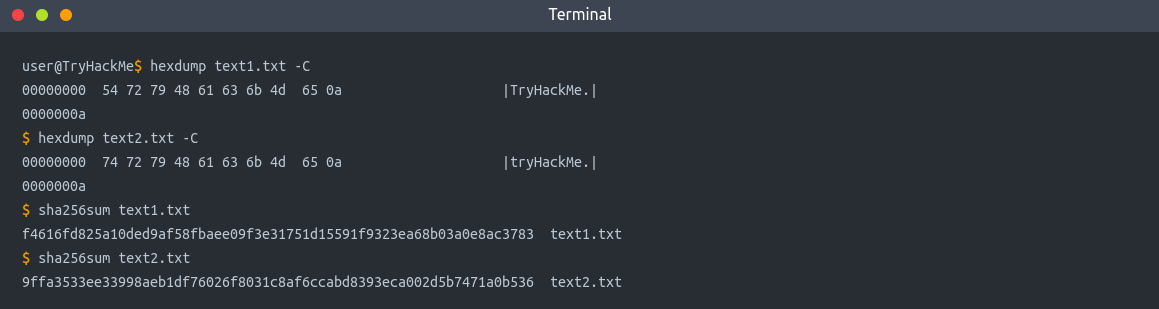 Terminal
user@TryHackMe$ hexdump text1.txt -C
00000000  54 72 79 48 61 63 6b 4d  65 0a                    |TryHackMe.|
0000000a
$ hexdump text2.txt -C
00000000  74 72 79 48 61 63 6b 4d  65 0a                    |tryHackMe.|
0000000a
$ sha256sum text1.txt
f4616fd825a10ded9af58fbaee09f3e31751d15591f9323ea68b03a0e8ac3783  text1.txt
$ sha256sum text2.txt
9ffa3533ee33998aeb1df76026f8031c8af6ccabd8393eca002d5b7471a0b536  text2.txt